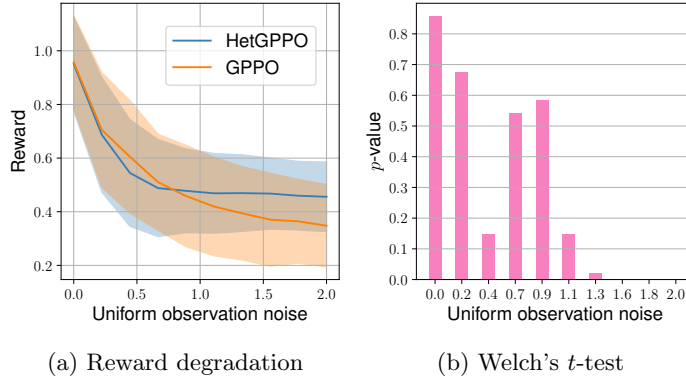 HetGPPO
GPPO
Reward
1.0
0.8
0.6
0.4
0.2
0.0 0.5 1.0 1.5 2.0
Uniform observation noise
(a) Reward degradation
p-value
0.8
0.7
0.6
0.5
0.4
0.3
0.2
0.1
0.0
0.0 0.2 0.4 0.7 0.9 1.1 1.3 1.6 1.8 2.0
Uniform observation noise
(b) Welch's t-test